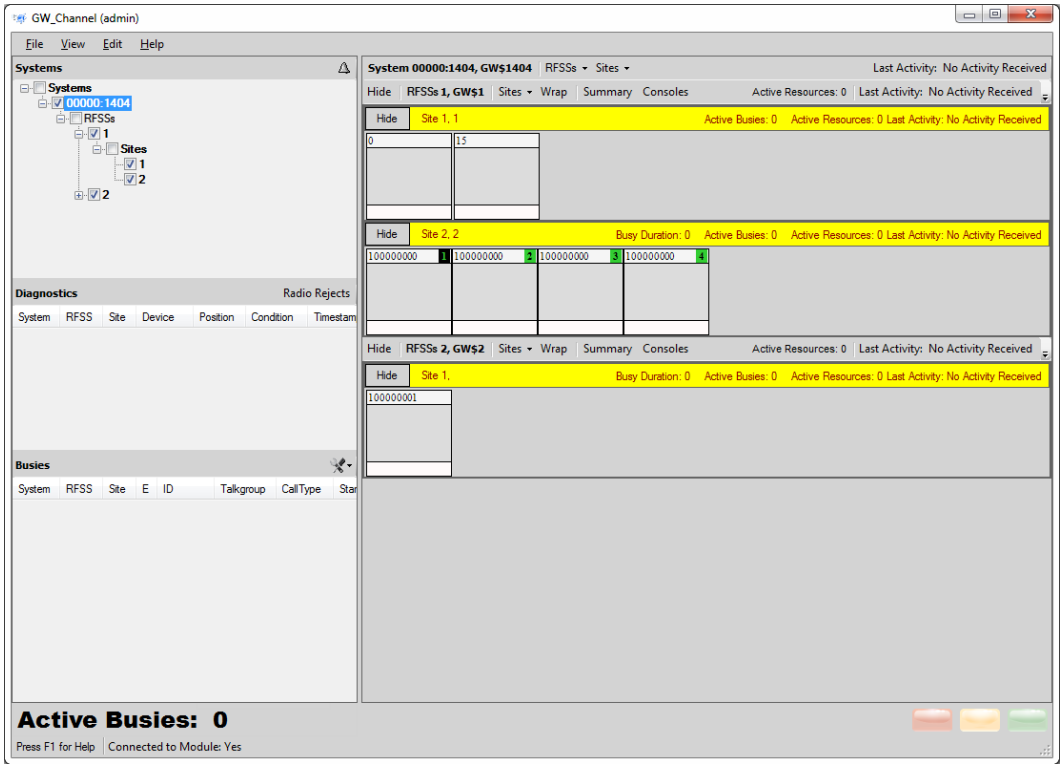 GW_Channel (admin)
File View Edit Help
Systems
Systems
00000:1404
RFSSs
1
Sites
1
2
2
Diagnostics Radio Rejects
System RFSS Site Device Position Condition Timestam
Busies
System RFSS Site E ID Talkgroup CallType Star
System 00000:1404, GW$1404 RFSSs Sites Last Activity: No Activity Received
Hide RFSSs 1, GW$1 Sites Wrap Summary Consoles Active Resources: 0 Last Activity: No Activity Received
Hide Site 1, 1 Active Busies: 0 Active Resources: 0 Last Activity: No Activity Received
0 15
Hide Site 2, 2 Busy Duration: 0 Active Busies: 0 Active Resources: 0 Last Activity: No Activity Received
100000000 1 100000000 2 100000000 3 100000000 4
Hide RFSSs 2, GW$2 Sites Wrap Summary Consoles Active Resources: 0 Last Activity: No Activity Received
Hide Site 1, Busy Duration: 0 Active Busies: 0 Active Resources: 0 Last Activity: No Activity Received
100000001
Active Busies: 0
Press F1 for Help Connected to Module: Yes